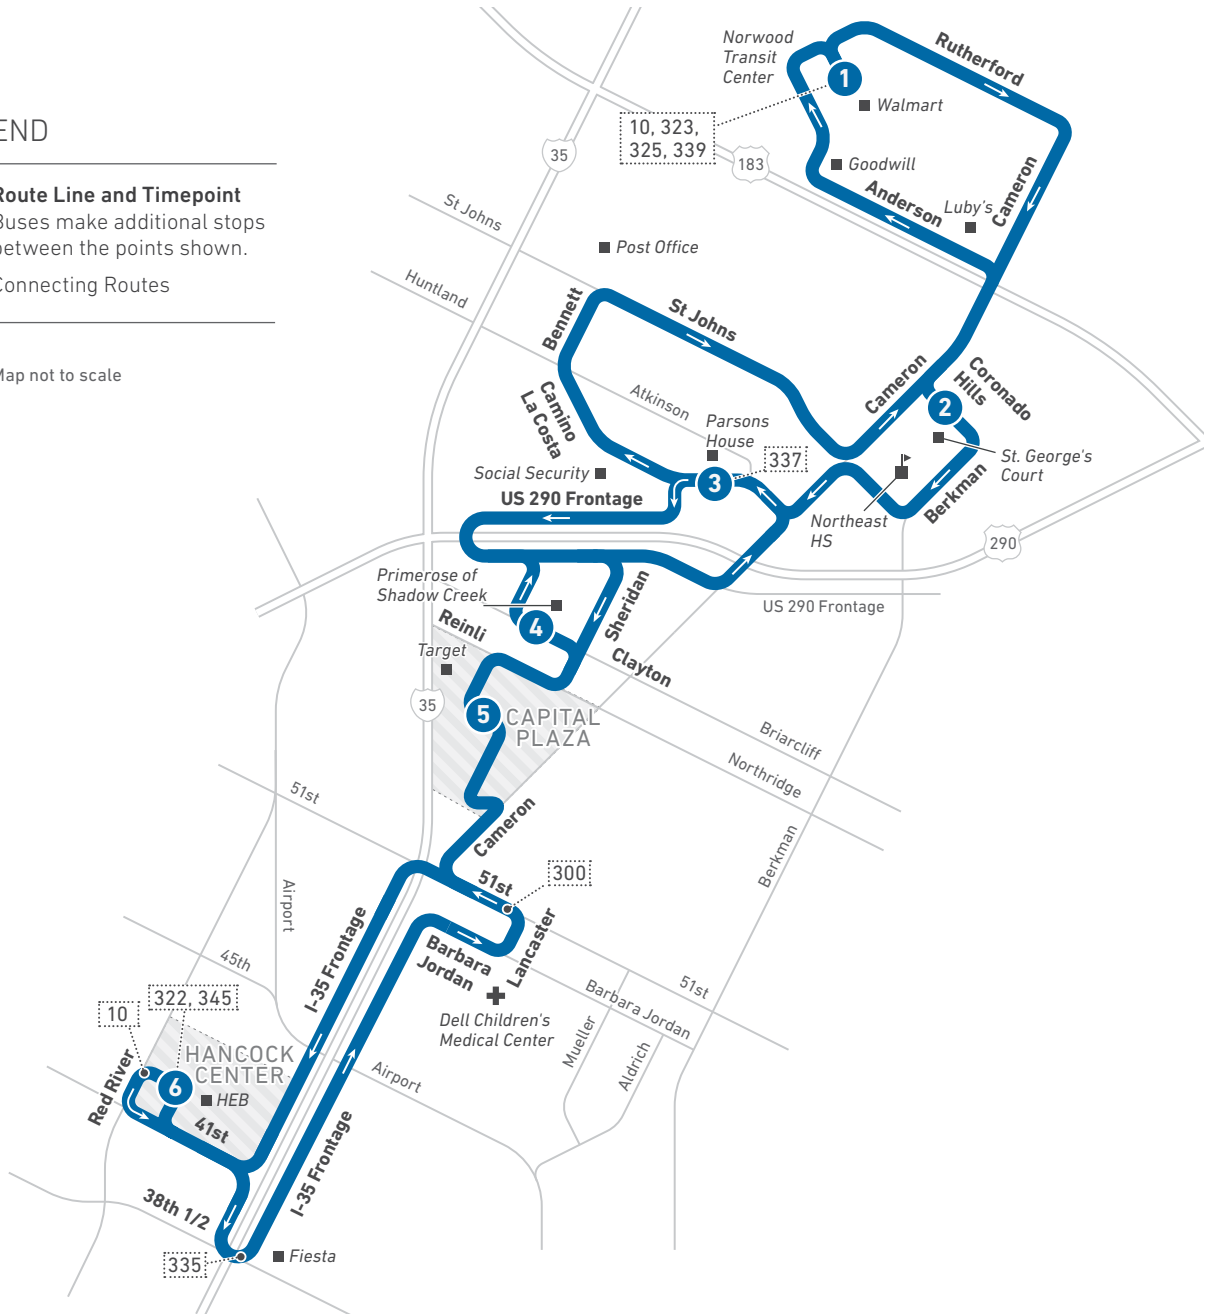 END
Route Line and Timepoint
Buses make additional stops
between the points shown.
Connecting Routes
Map not to scale
Norwood
Transit
Center
1
Walmart
Rutherford
10, 323,
325, 339
35
183
Goodwill
Anderson
Luby's
Cameron
St Johns
Post Office
Huntland
Bennett
St Johns
Atkinson
Camino
La Costa
Parsons
House
Cameron
Coronado
Hills
2
St. George's
Court
Berkman
Northeast
HS
337
3
Social Security
US 290 Frontage
290
US 290 Frontage
Primerose of
Shadow Creek
4
Sheridan
Reinli
Clayton
Target
35
5
CAPITAL
PLAZA
Briarcliff
Northridge
Berkman
51st
Cameron
51st
300
Airport
I-35 Frontage
Barbara
Jordan
Lancaster
45th
51st
Barbara Jordan
Dell Children's
Medical Center
Mueller
Aldrich
10
322, 345
HANCOCK
CENTER
6
HEB
Red River
41st
Airport
I-35 Frontage
38th 1/2
335
Fiesta